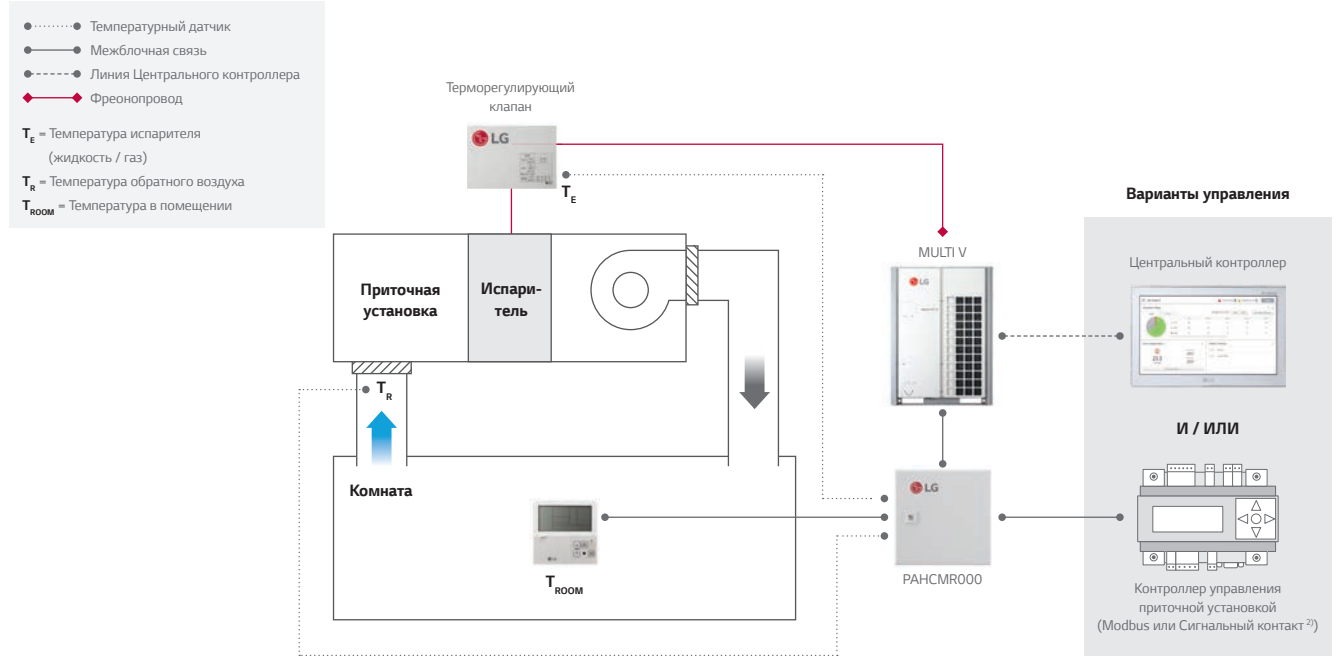 Температурный датчик
Межблочная связь
Линия Центрального контроллера
Фреонопровод
TE = Температура испарителя
(жидкость / газ)
TR = Температура обратного воздуха
TROOM = Температура в помещении
Терморегулирующий
клапан
LG
TE
Варианты управления
MULTI V
LG
Центральный контроллер
Приточная
установка
Испари-
тель
TR
И / ИЛИ
Комната
LG
TROOM
PAHCMR000
Контроллер управления
приточной установкой
(Modbus или Сигнальный контакт 2))